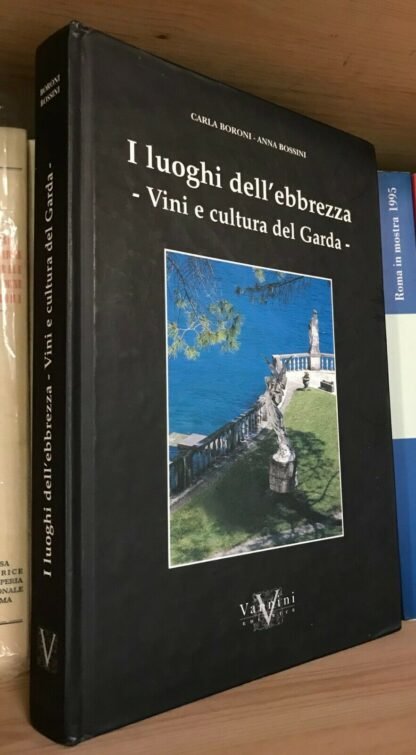 CARLA BORONI - ANNA BOSSINI
I luoghi dell'ebbrezza
- Vini e cultura del Garda -
Vannini
editrice
BORONI
BOSSINI
I luoghi dell'ebbrezza - Vini e cultura del Garda -
V
Roma in mostra 1995